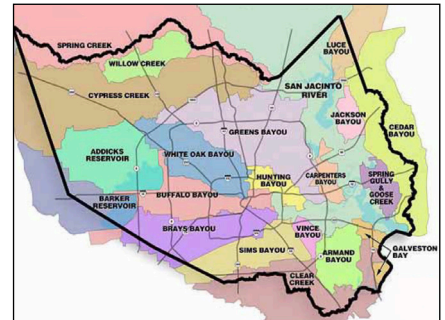 LUCE
BAYOU
SPRING CREEK
WILLOW CREEK
CYPRESS CREEK
SAN JACINTO
RIVER
JACKSON
BAYOU
GREENS BAYOU
CEDAR
BAYOU
ADDICKS
RESERVOIR
WHITE OAK BAYOU
HUNTING
BAYOU
CARPENTERS
BAYOU
SPRING
GULLY
&
GOOSE
CREEK
BARKER
RESERVOIR
BUFFALO BAYOU
BRAYS BAYOU
VINCE
BAYOU
SIMS BAYOU
ARMAND
BAYOU
GALVESTON
BAY
CLEAR
CREEK